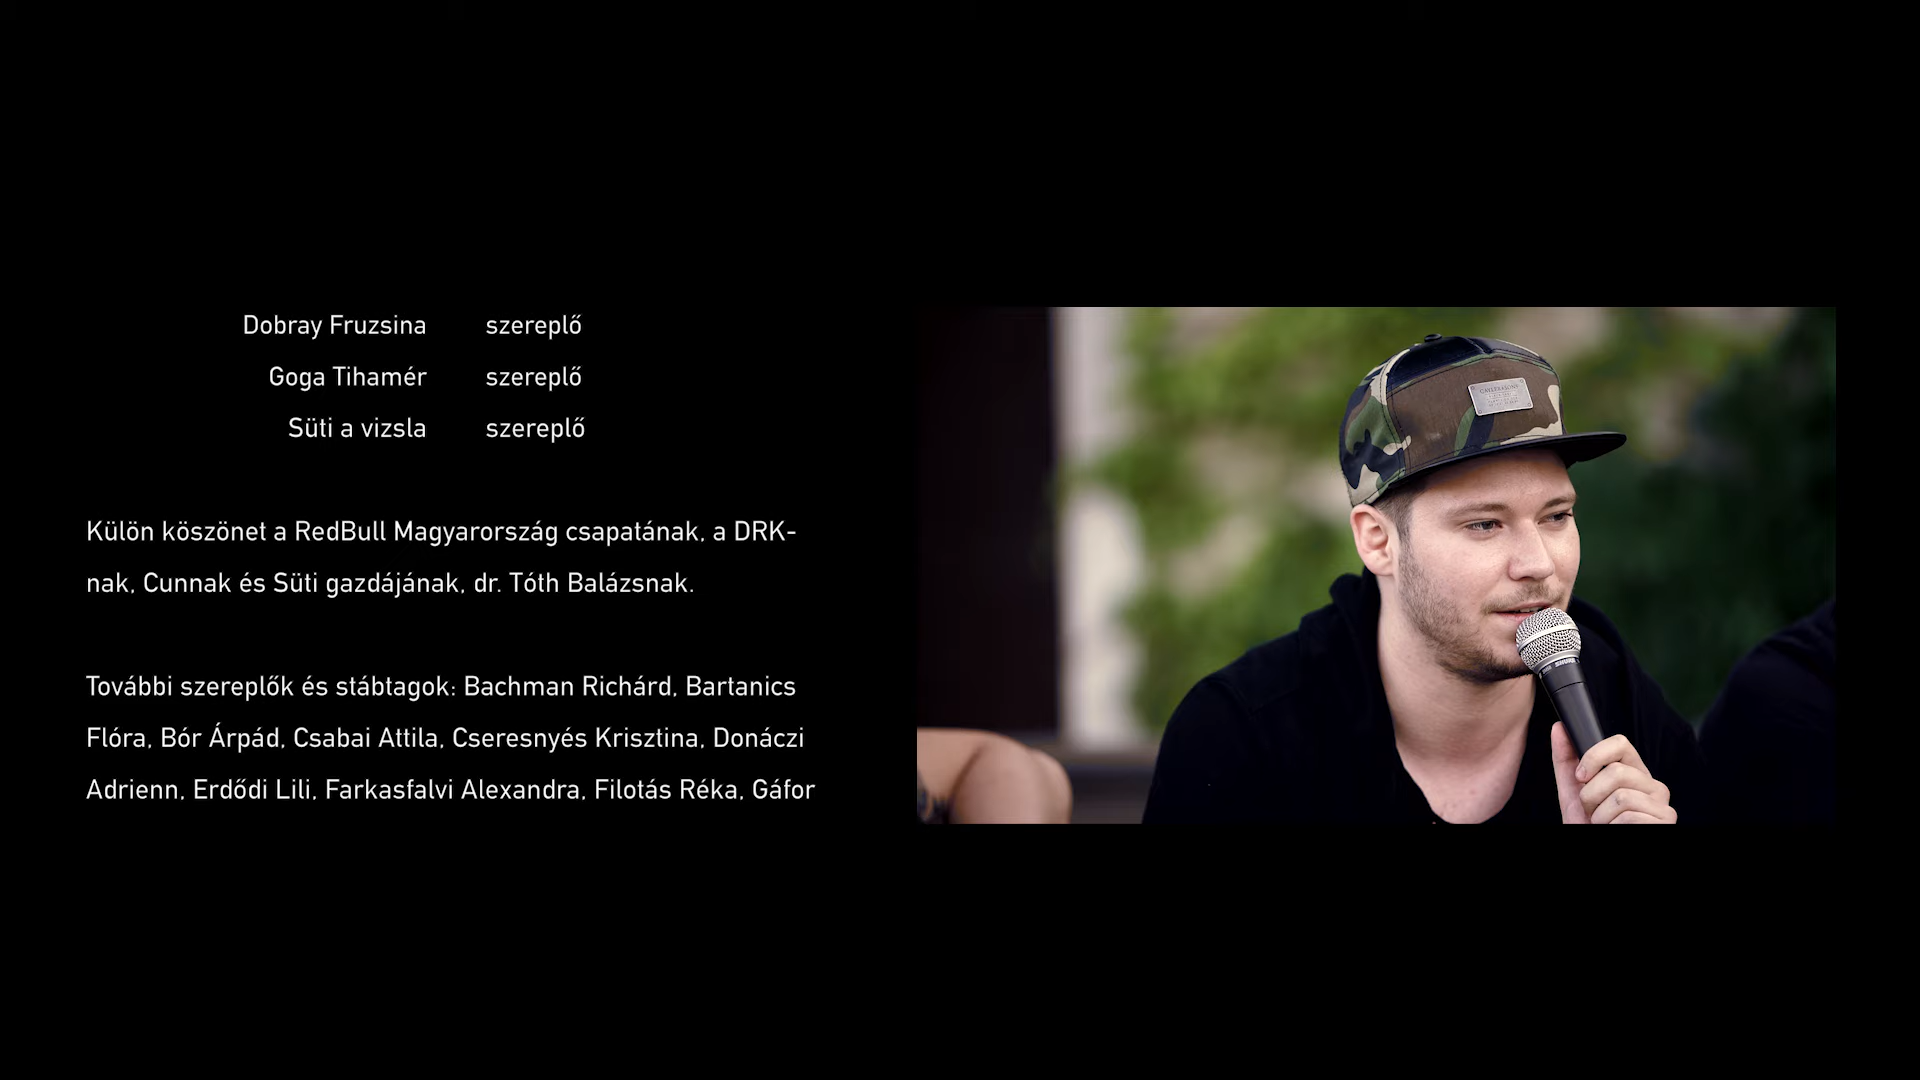 Dobray Fruzsina szereplő
Goga Tihamér szereplő
Süti a vizsla szereplő
Külön köszönet a RedBull Magyarország csapatának, a DRK-
nak, Cunnak és Süti gazdájának, dr. Tóth Balázsnak.
További szereplők és stábtagok: Bachman Richárd, Bartanics
Flóra, Bór Árpád, Csabai Attila, Cseresnyés Krisztina, Donáczi
Adrienn, Erdődi Lili, Farkasfalvi Alexandra, Filotás Réka, Gáfor